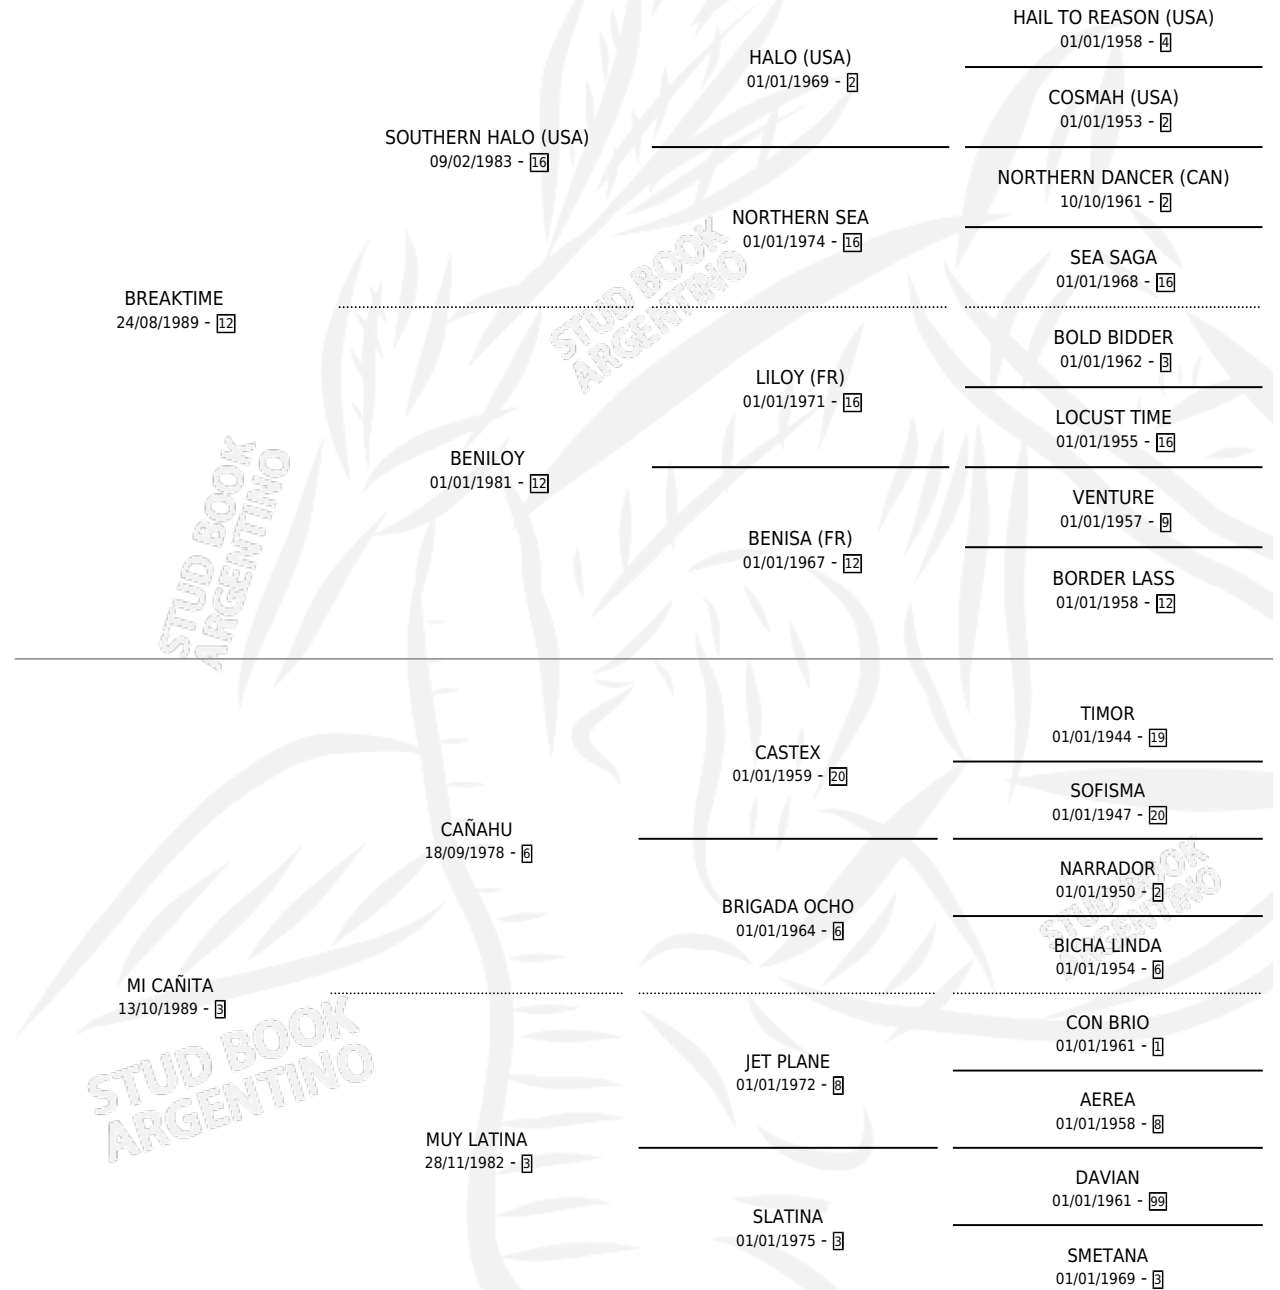 HAIL TO REASON (USA)
01/01/1958 - 4
HALO (USA)
01/01/1969 - 2
COSMAH (USA)
01/01/1953 - 2
SOUTHERN HALO (USA)
09/02/1983 - 16
NORTHERN DANCER (CAN)
10/10/1961 - 2
NORTHERN SEA
01/01/1974 - 16
SEA SAGA
01/01/1968 - 16
BREAKTIME
24/08/1989 - 12
BOLD BIDDER
01/01/1962 - 3
LILOY (FR)
01/01/1971 - 16
LOCUST TIME
01/01/1955 - 16
BENILOY
01/01/1981 - 12
VENTURE
01/01/1957 - 9
BENISA (FR)
01/01/1967 - 12
BORDER LASS
01/01/1958 - 12
TIMOR
01/01/1944 - 19
CASTEX
01/01/1959 - 20
SOFISMA
01/01/1947 - 20
CAÑAHU
18/09/1978 - 6
NARRADOR
01/01/1950 - 2
BRIGADA OCHO
01/01/1964 - 6
BICHA LINDA
01/01/1954 - 6
MI CAÑITA
13/10/1989 - 3
CON BRIO
01/01/1961 - 1
JET PLANE
01/01/1972 - 8
AEREA
01/01/1958 - 8
MUY LATINA
28/11/1982 - 3
DAVIAN
01/01/1961 - 99
SLATINA
01/01/1975 - 3
SMETANA
01/01/1969 - 3
STUD BOOK
ARGENTINO
STUD BOOK
ARGENTINO
STUD BOOK
ARGENTINO
STUD BOOK
ARGENTINO